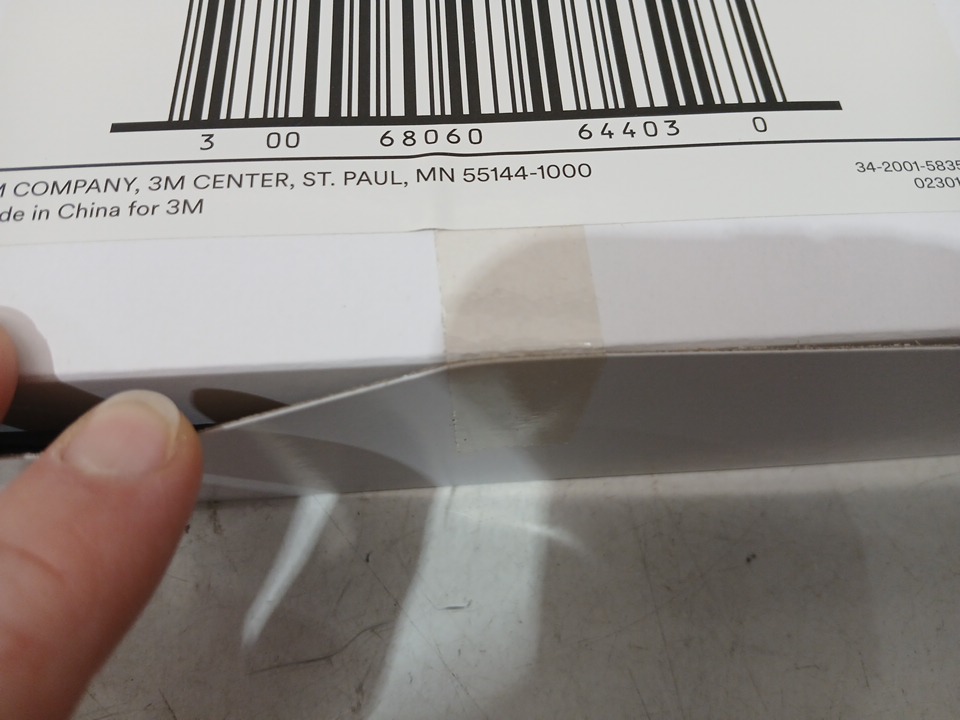 3 00 68060 64403 0
M COMPANY, 3M CENTER, ST. PAUL, MN 55144-1000
34-2001-5835
de in China for 3M
02301